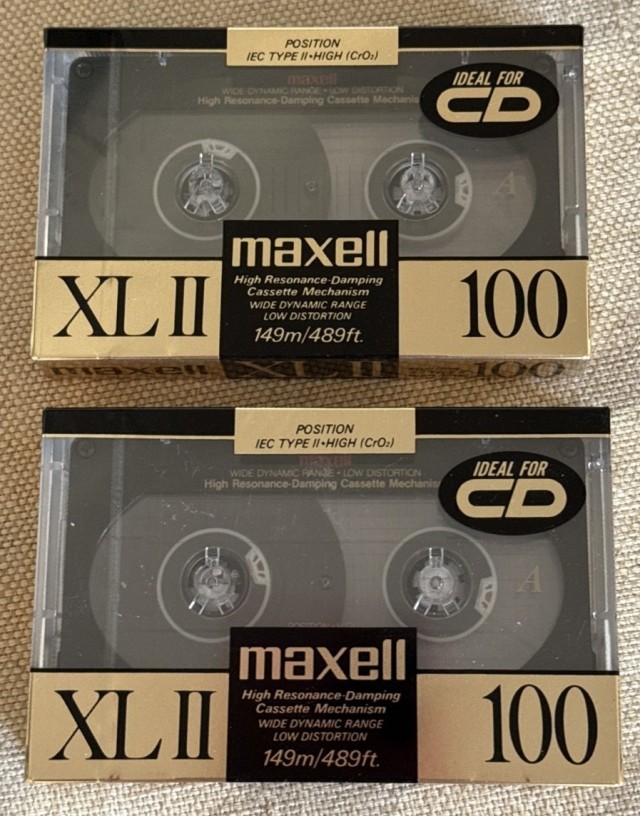 POSITION
IEC TYPE II•HIGH (CrO₂)
maxell
WIDE DYNAMIC RANGE • LOW DISTORTION
High Resonance-Damping Cassette Mechanis
IDEAL FOR
CD
A
maxell
High Resonance-Damping
Cassette Mechanism
WIDE DYNAMIC RANGE
LOW DISTORTION
149m/489ft.
XL II
100
maxell XL II 100
POSITION
IEC TYPE II•HIGH (CrO₂)
maxell
WIDE DYNAMIC RANGE • LOW DISTORTION
High Resonance-Damping Cassette Mechanis
IDEAL FOR
CD
A
maxell
High Resonance-Damping
Cassette Mechanism
WIDE DYNAMIC RANGE
LOW DISTORTION
149m/489ft.
XL II
100